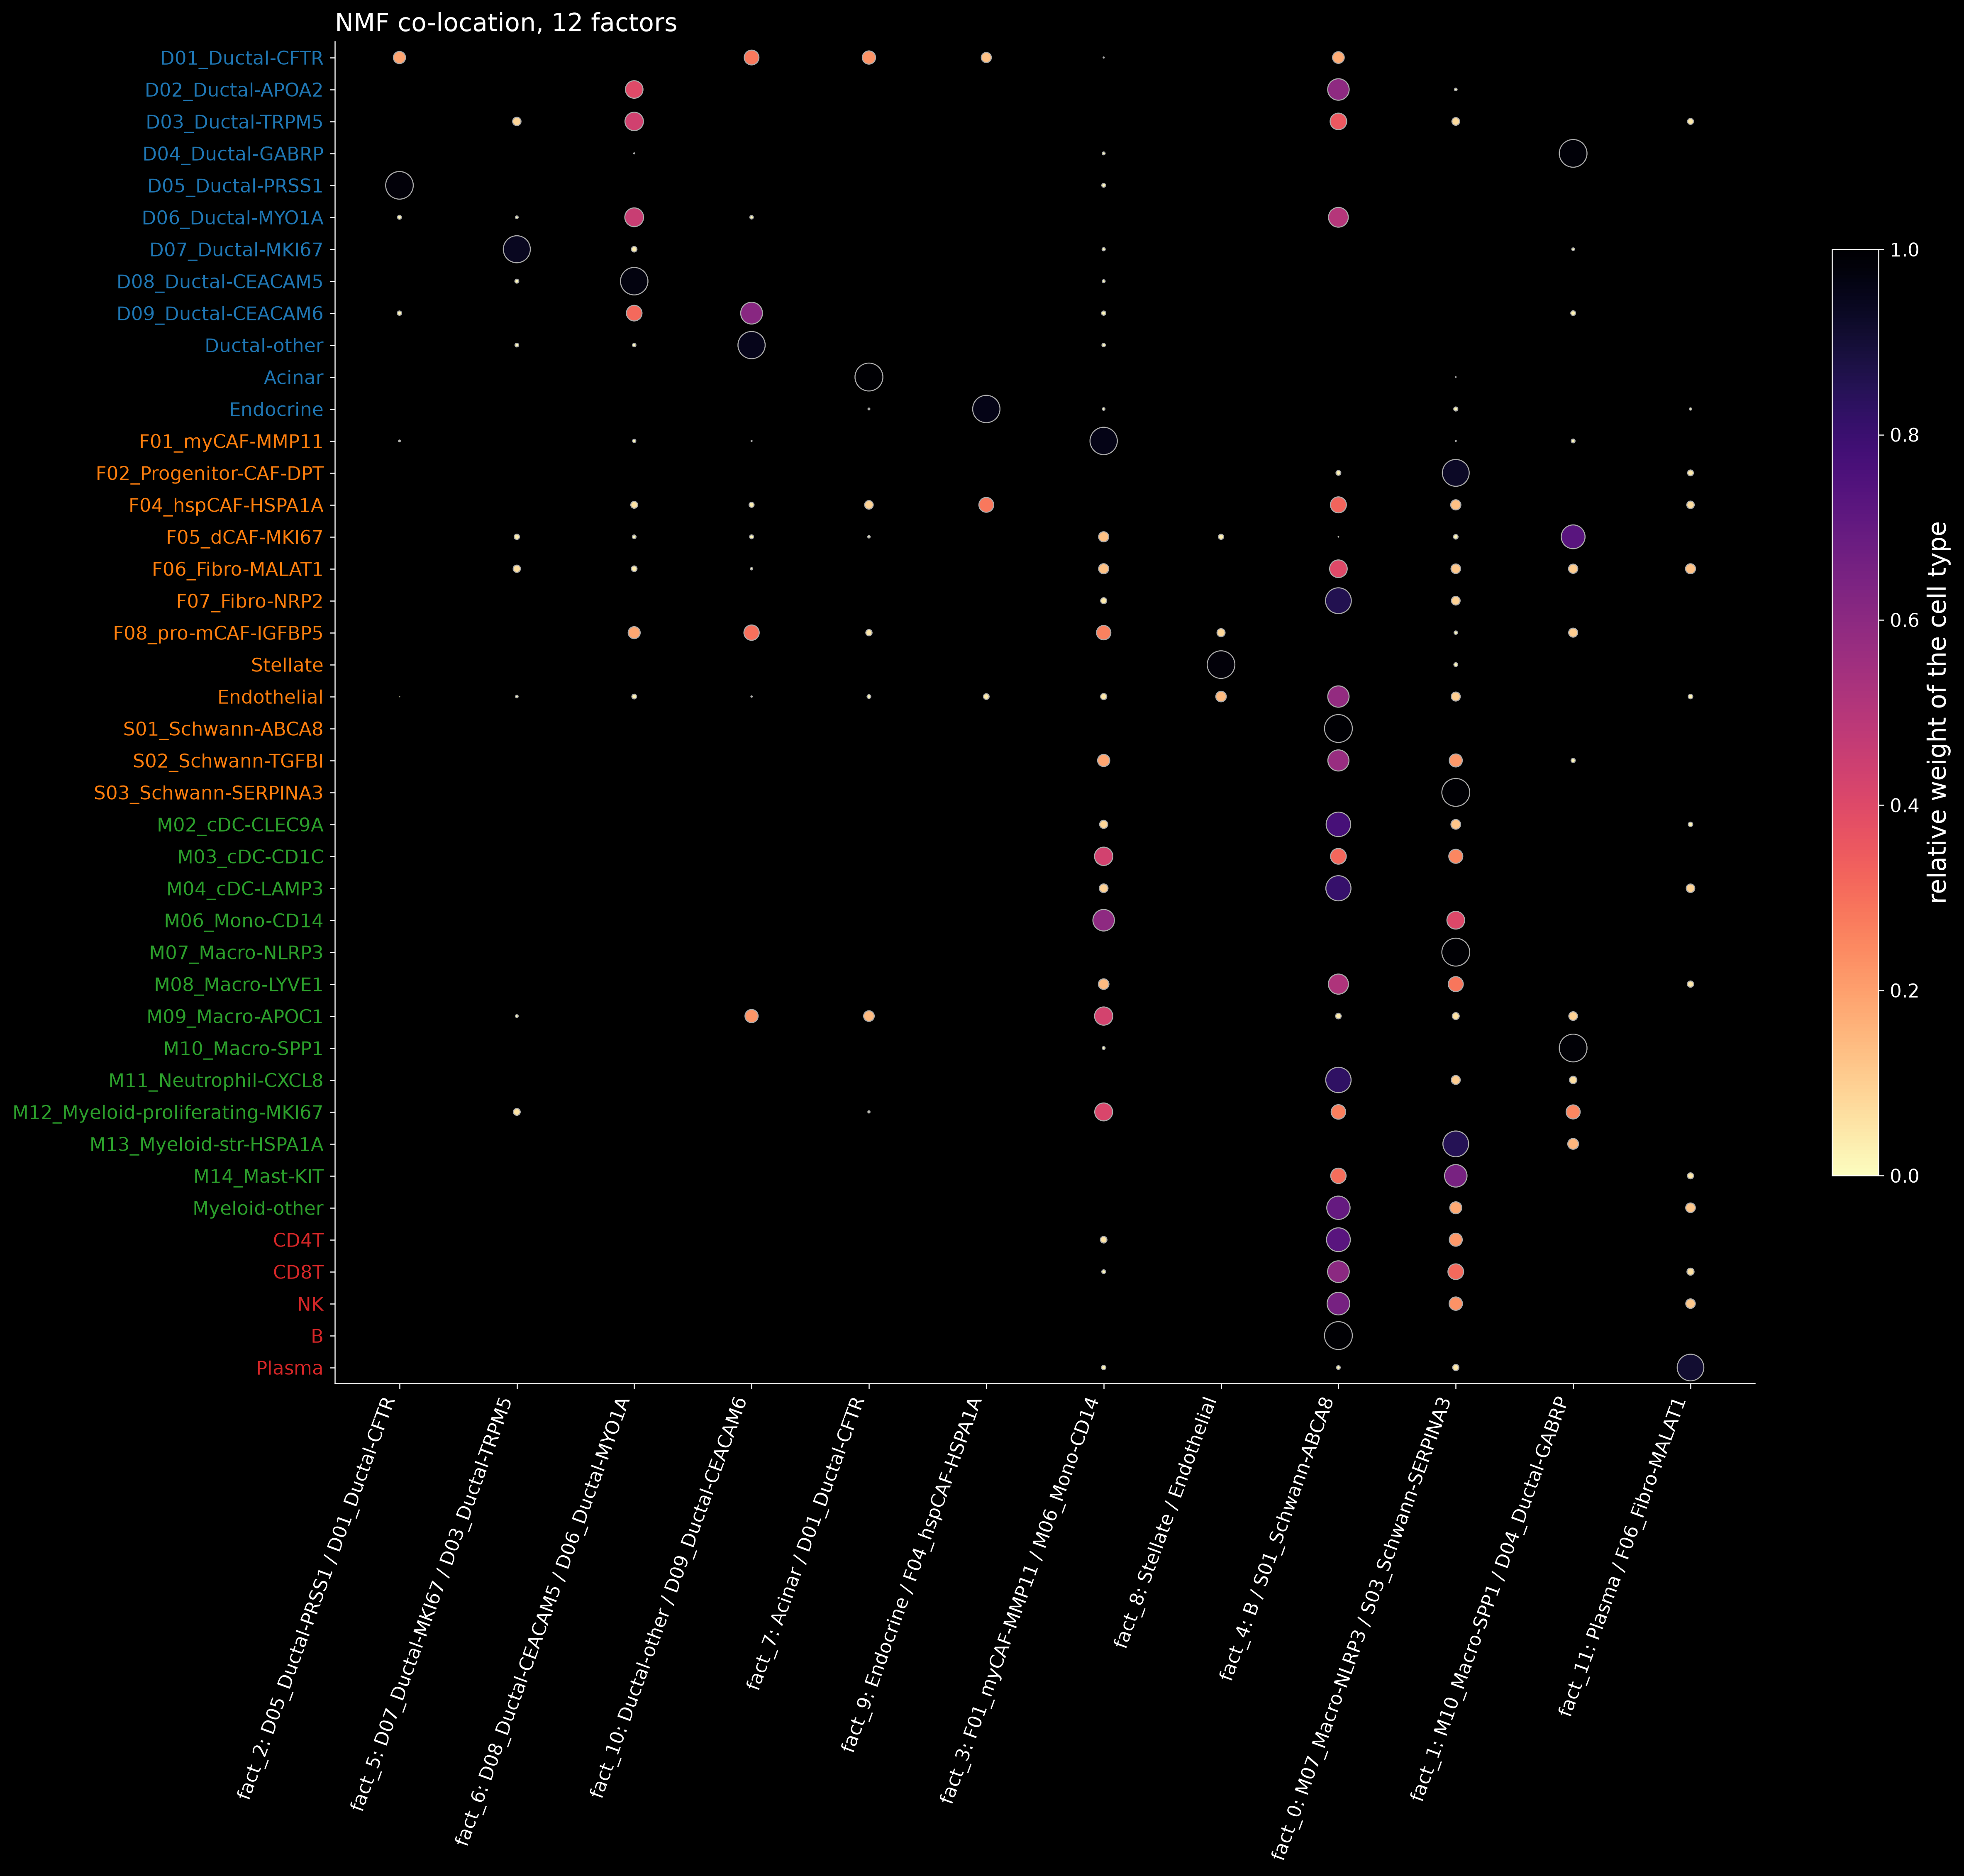 NMF co-location, 12 factors
D01_Ductal-CFTR
D02_Ductal-APOA2
D03_Ductal-TRPM5
D04_Ductal-GABRP
D05_Ductal-PRSS1
D06_Ductal-MYO1A
D07_Ductal-MKI67
D08_Ductal-CEACAM5
D09_Ductal-CEACAM6
Ductal-other
Acinar
Endocrine
F01_myCAF-MMP11
F02_Progenitor-CAF-DPT
F04_hspCAF-HSPA1A
F05_dCAF-MKI67
F06_Fibro-MALAT1
F07_Fibro-NRP2
F08_pro-mCAF-IGFBP5
Stellate
Endothelial
S01_Schwann-ABCA8
S02_Schwann-TGFBI
S03_Schwann-SERPINA3
M02_cDC-CLEC9A
M03_cDC-CD1C
M04_cDC-LAMP3
M06_Mono-CD14
M07_Macro-NLRP3
M08_Macro-LYVE1
M09_Macro-APOC1
M10_Macro-SPP1
M11_Neutrophil-CXCL8
M12_Myeloid-proliferating-MKI67
M13_Myeloid-str-HSPA1A
M14_Mast-KIT
Myeloid-other
CD4T
CD8T
NK
B
Plasma
fact_2: D05_Ductal-PRSS1 / D01_Ductal-CFTR
fact_5: D07_Ductal-MKI67 / D03_Ductal-TRPM5
fact_6: D08_Ductal-CEACAM5 / D06_Ductal-MYO1A
fact_10: Ductal-other / D09_Ductal-CEACAM6
fact_7: Acinar / D01_Ductal-CFTR
fact_9: Endocrine / F04_hspCAF-HSPA1A
fact_3: F01_myCAF-MMP11 / M06_Mono-CD14
fact_8: Stellate / Endothelial
fact_4: B / S01_Schwann-ABCA8
fact_0: M07_Macro-NLRP3 / S03_Schwann-SERPINA3
fact_1: M10_Macro-SPP1 / D04_Ductal-GABRP
fact_11: Plasma / F06_Fibro-MALAT1
1.0
0.8
0.6
0.4
0.2
0.0
relative weight of the cell type